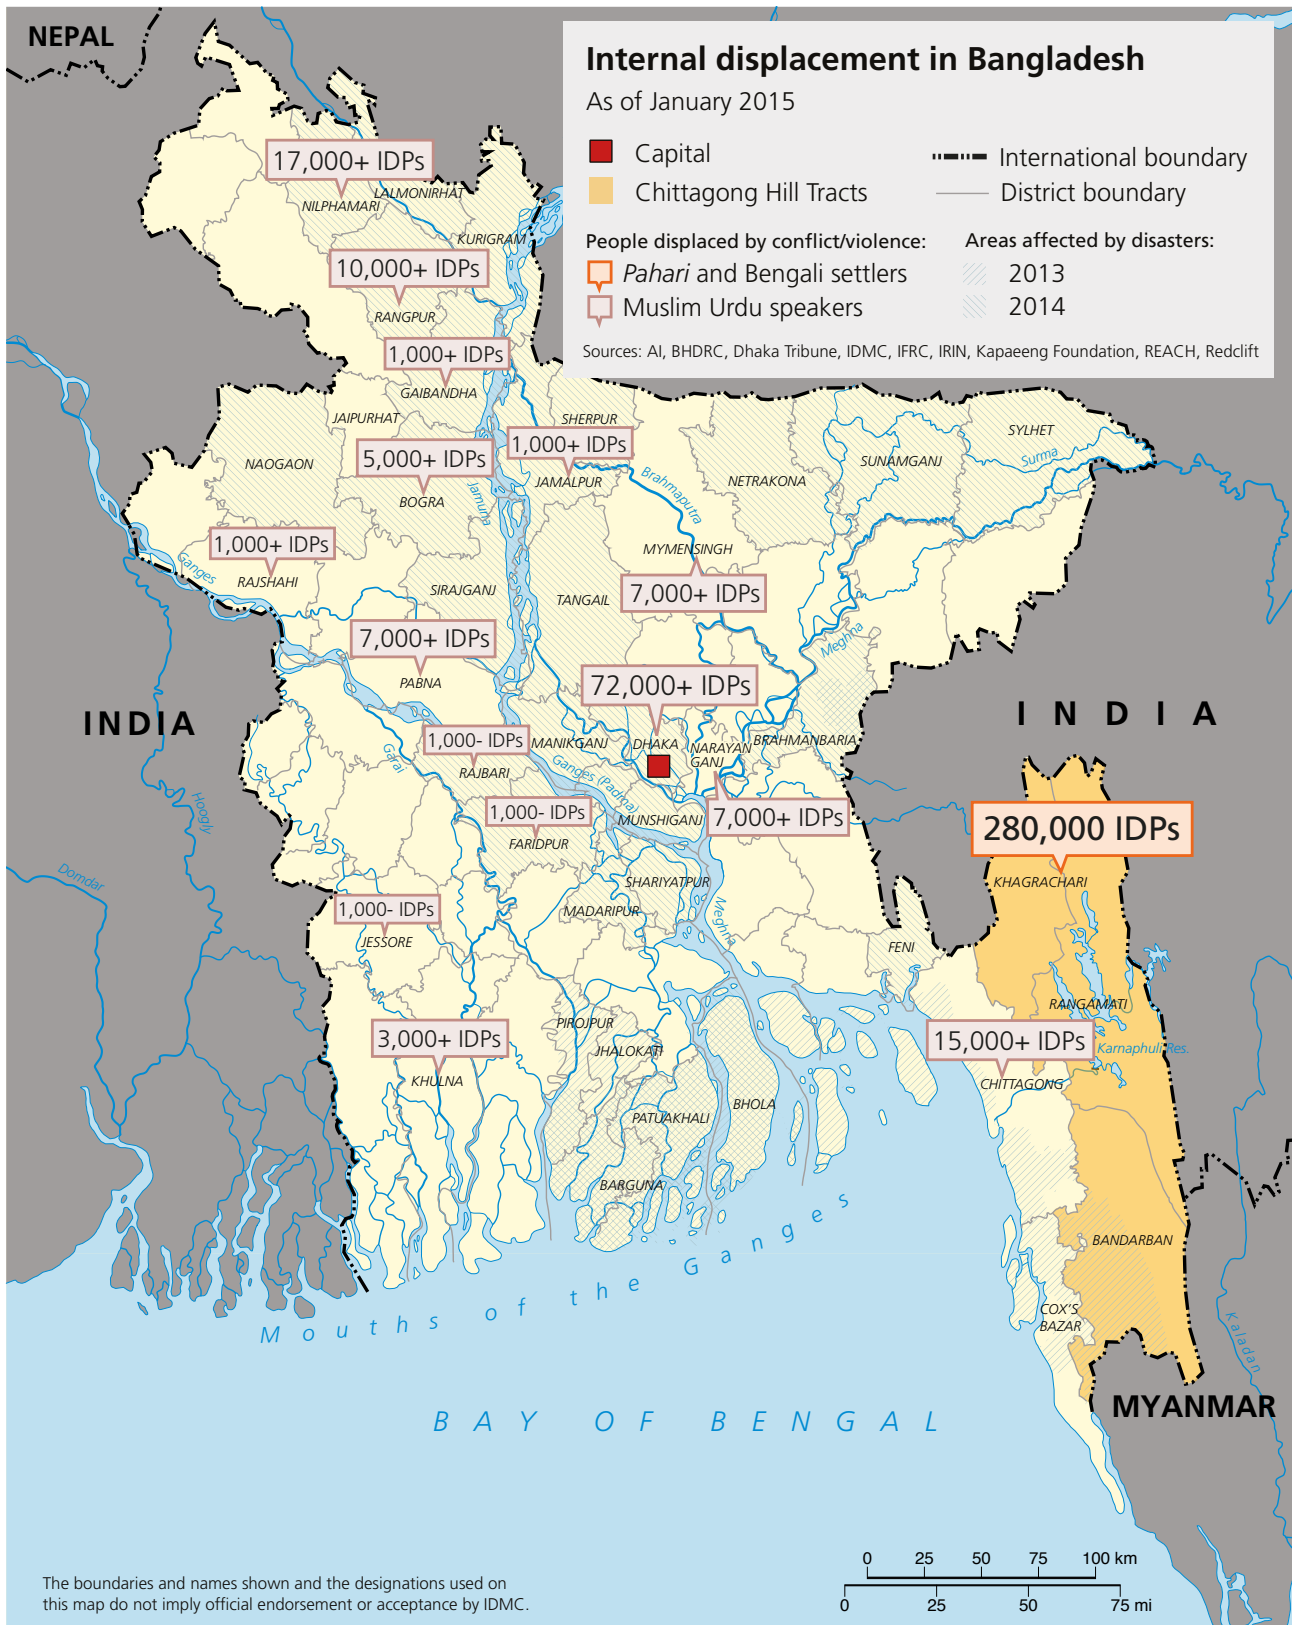 NEPAL
Internal displacement in Bangladesh
As of January 2015
Capital
Chittagong Hill Tracts
International boundary
District boundary
People displaced by conflict/violence:
Pahari and Bengali settlers
Muslim Urdu speakers
Areas affected by disasters:
2013
2014
Sources: AI, BHDRC, Dhaka Tribune, IDMC, IFRC, IRIN, Kapaeeng Foundation, REACH, Redclift
17,000+ IDPs
LALMONIRHAT
NILPHAMARI
KURIGRAM
10,000+ IDPs
RANGPUR
1,000+ IDPs
GAIBANDHA
JAIPURHAT
SHERPUR
1,000+ IDPs
JAMALPUR
NAOGAON
5,000+ IDPs
BOGRA
Jamuna
Brahmaputra
NETRAKONA
SUNAMGANJ
SYLHET
Surma
1,000+ IDPs
RAJSHAHI
Ganges
SIRAJGANJ
TANGAIL
MYMENSINGH
7,000+ IDPs
7,000+ IDPs
PABNA
Meghna
72,000+ IDPs
DHAKA
NARAYAN
GANJ
BRAHMANBARIA
MANIKGANJ
1,000- IDPs
RAJBARI
Garai
Ganges (Padma)
INDIA
INDIA
Hoogly
1,000- IDPs
FARIDPUR
MUNSHIGANJ
7,000+ IDPs
280,000 IDPs
KHAGRACHARI
Domdar
SHARIYATPUR
MADARIPUR
Meghna
1,000- IDPs
JESSORE
FENI
RANGAMATI
Karnaphuli Res.
3,000+ IDPs
KHULNA
PIROJPUR
JHALOKATI
PATUAKHALI
BHOLA
BARGUNA
15,000+ IDPs
CHITTAGONG
BANDARBAN
COX'S
BAZAR
Kaladan
Mouths of the Ganges
MYANMAR
BAY OF BENGAL
0 25 50 75 100 km
0 25 50 75 mi
The boundaries and names shown and the designations used on
this map do not imply official endorsement or acceptance by IDMC.